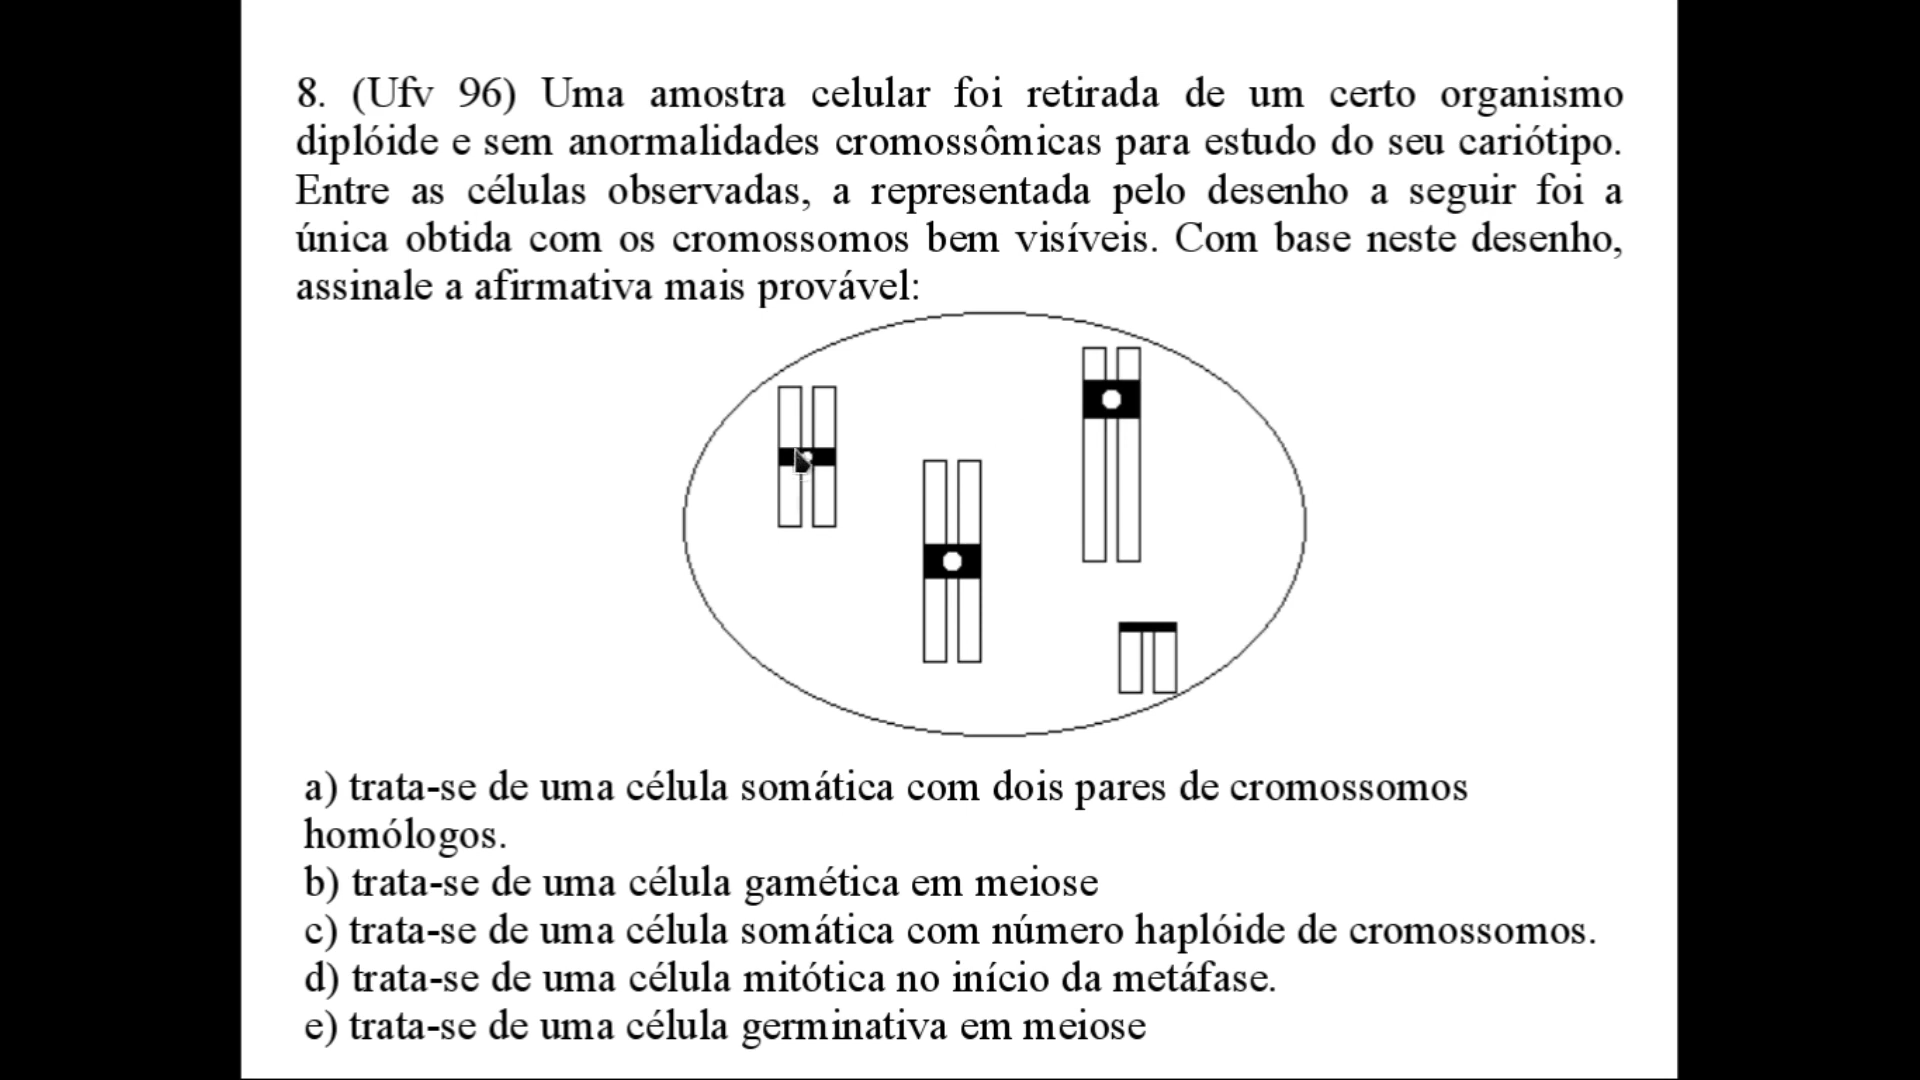 8. (Ufv 96) Uma amostra celular foi retirada de um certo organismo
diplóide e sem anormalidades cromossômicas para estudo do seu cariótipo.
Entre as células observadas, a representada pelo desenho a seguir foi a
única obtida com os cromossomos bem visíveis. Com base neste desenho,
assinale a afirmativa mais provável:
a) trata-se de uma célula somática com dois pares de cromossomos
homólogos.
b) trata-se de uma célula gamética em meiose
c) trata-se de uma célula somática com número haplóide de cromossomos.
d) trata-se de uma célula mitótica no início da metáfase.
e) trata-se de uma célula germinativa em meiose